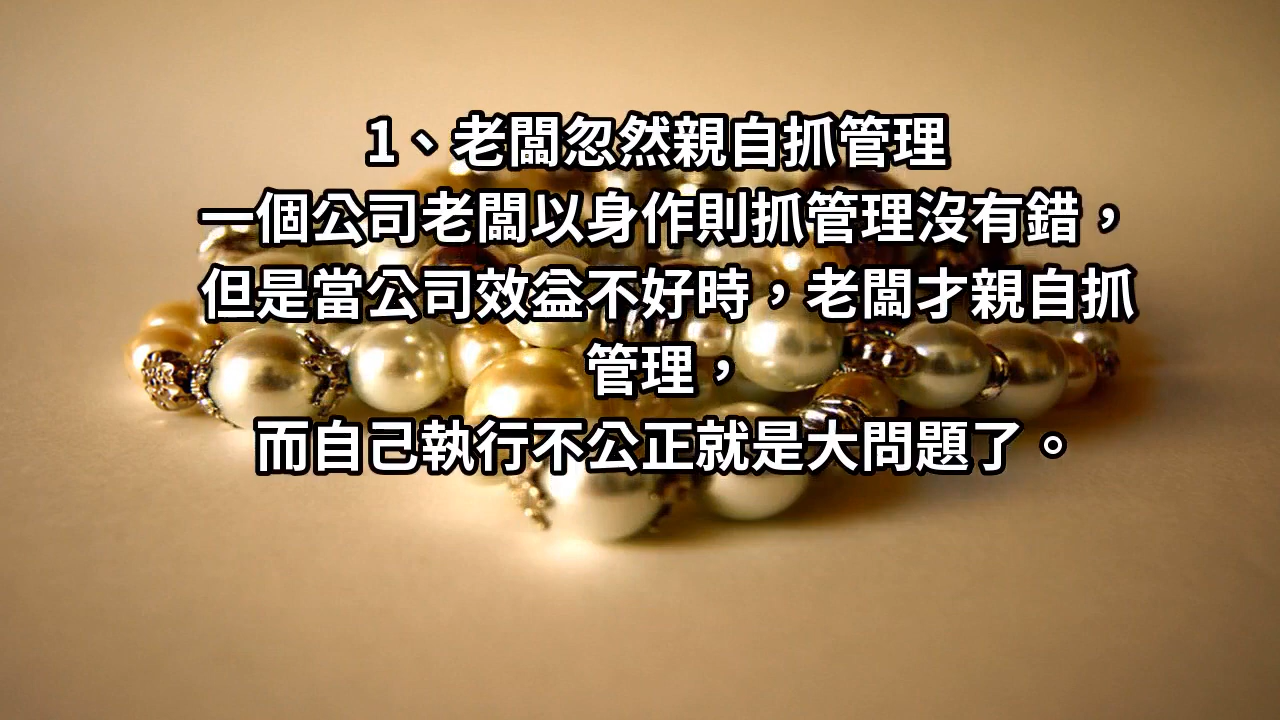 1、老闆忽然親自抓管理
一個公司老闆以身作則抓管理沒有錯，
但是當公司效益不好時，老闆才親自抓
管理，
而自己執行不公正就是大問題了。